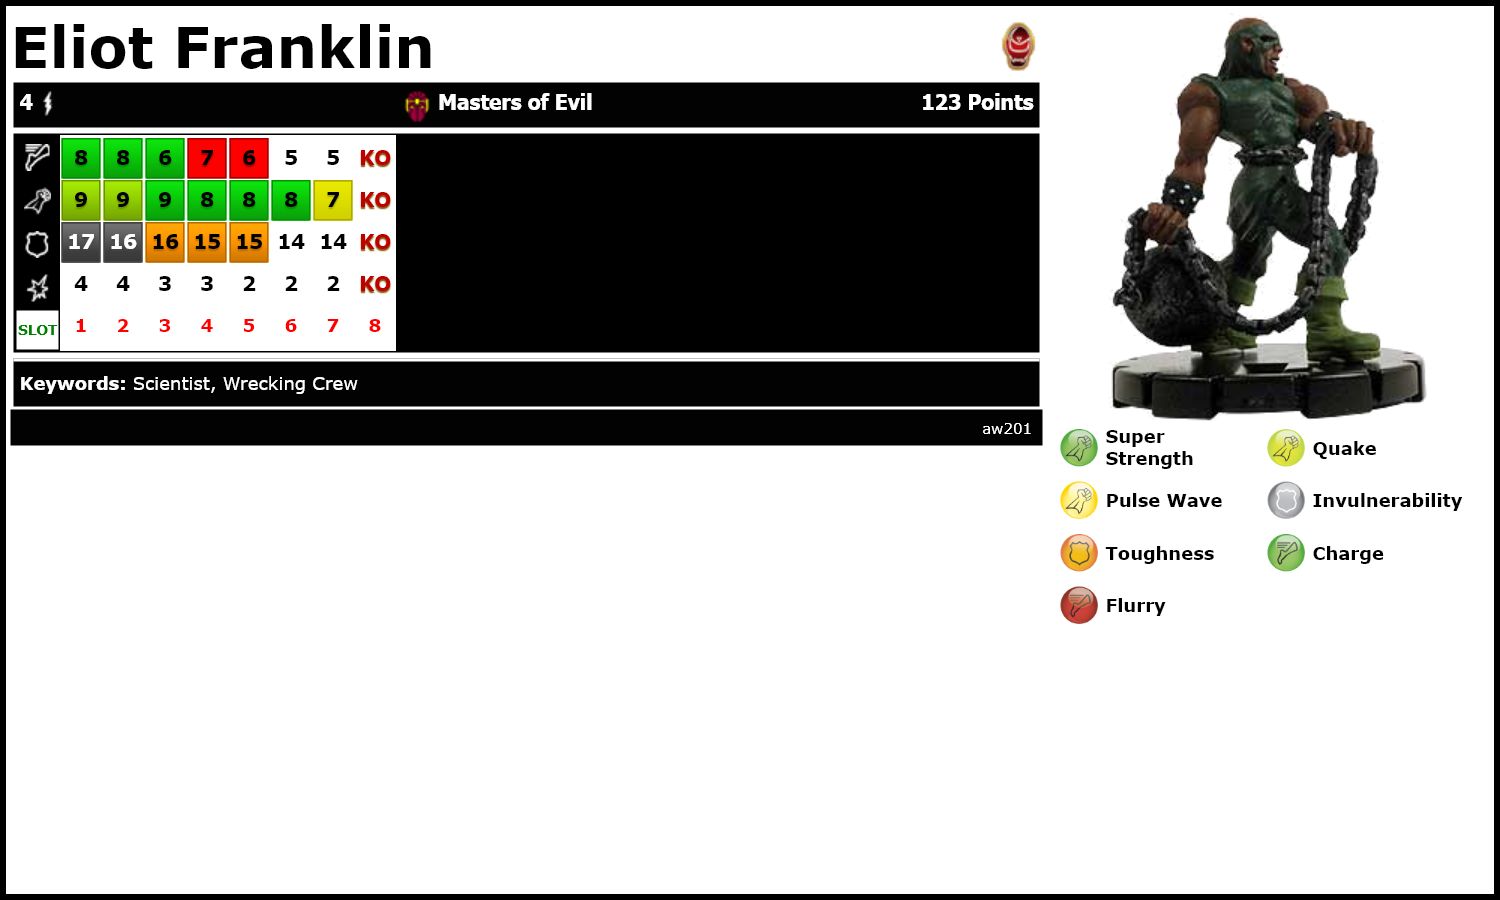 Eliot Franklin
4 Masters of Evil 123 Points
8 8 6 7 6 5 5 KO
9 9 9 8 8 8 7 KO
17 16 16 15 15 14 14 KO
4 4 3 3 2 2 2 KO
SLOT 1 2 3 4 5 6 7 8
Keywords: Scientist, Wrecking Crew
aw201
Super
Strength
Quake
Pulse Wave
Invulnerability
Toughness
Charge
Flurry